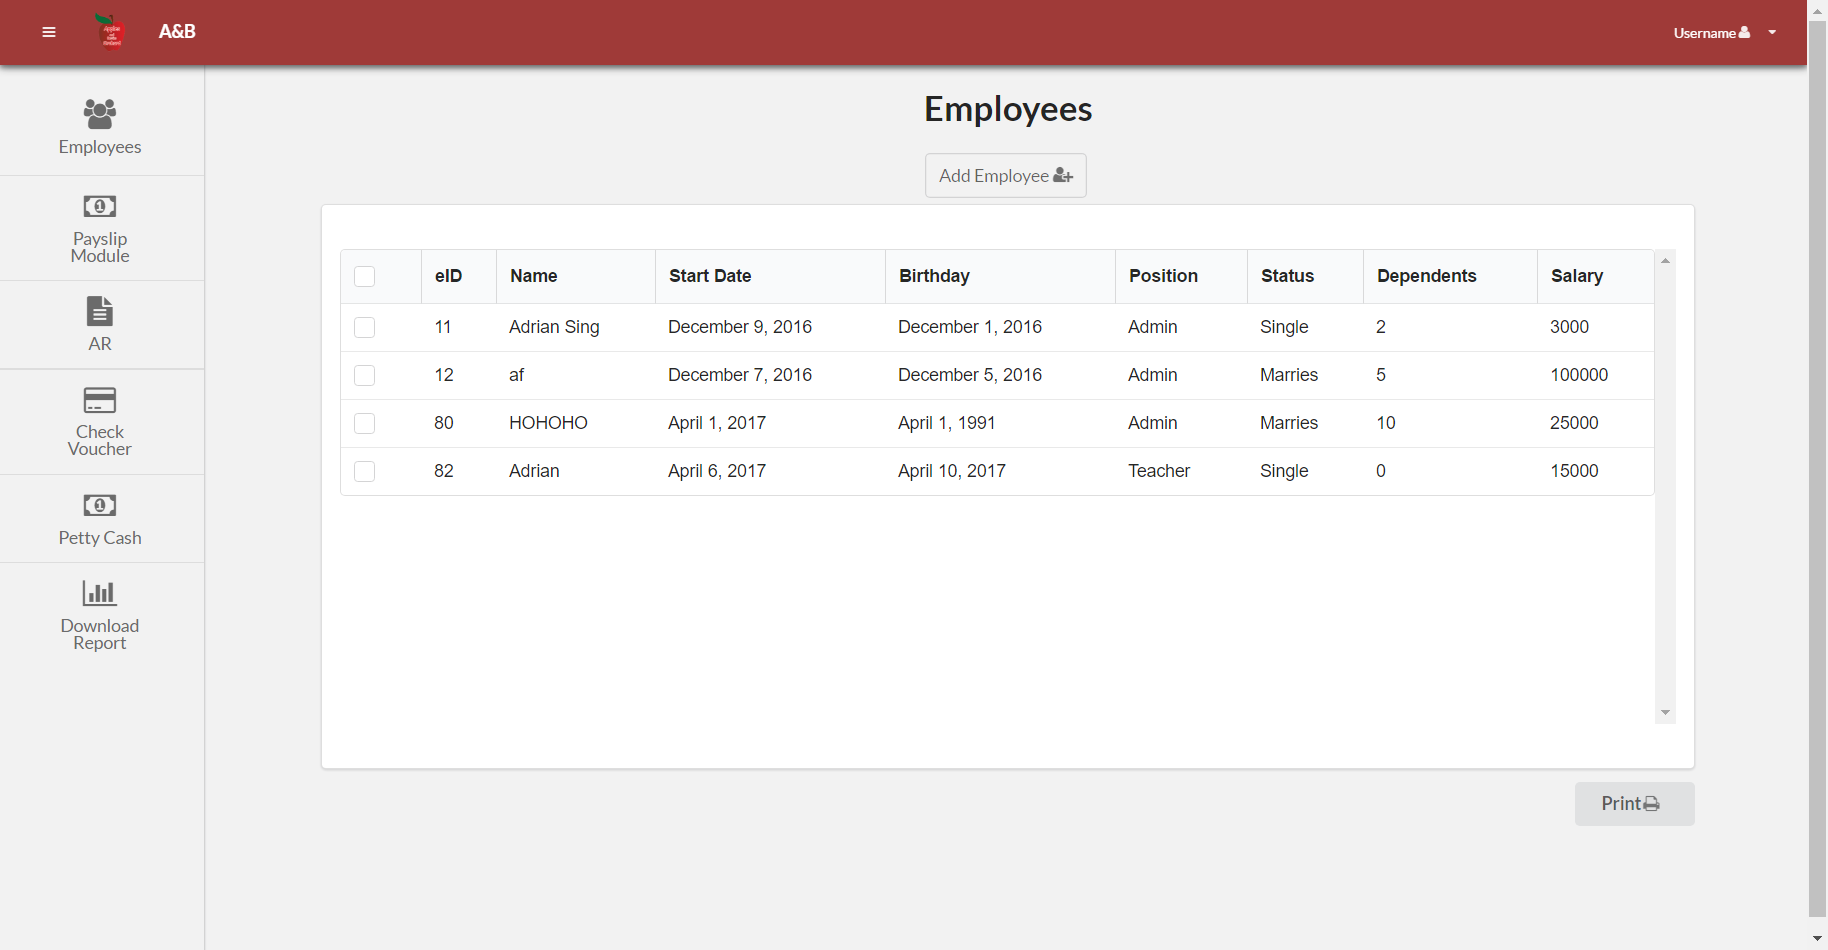 A&B
Username
Employees
Payslip
Module
AR
Check
Voucher
Petty Cash
Download
Report
Employees
Add Employee
eID Name Start Date Birthday Position Status Dependents Salary
11 Adrian Sing December 9, 2016 December 1, 2016 Admin Single 2 3000
12 af December 7, 2016 December 5, 2016 Admin Marries 5 100000
80 HOHOHO April 1, 2017 April 1, 1991 Admin Marries 10 25000
82 Adrian April 6, 2017 April 10, 2017 Teacher Single 0 15000
Print